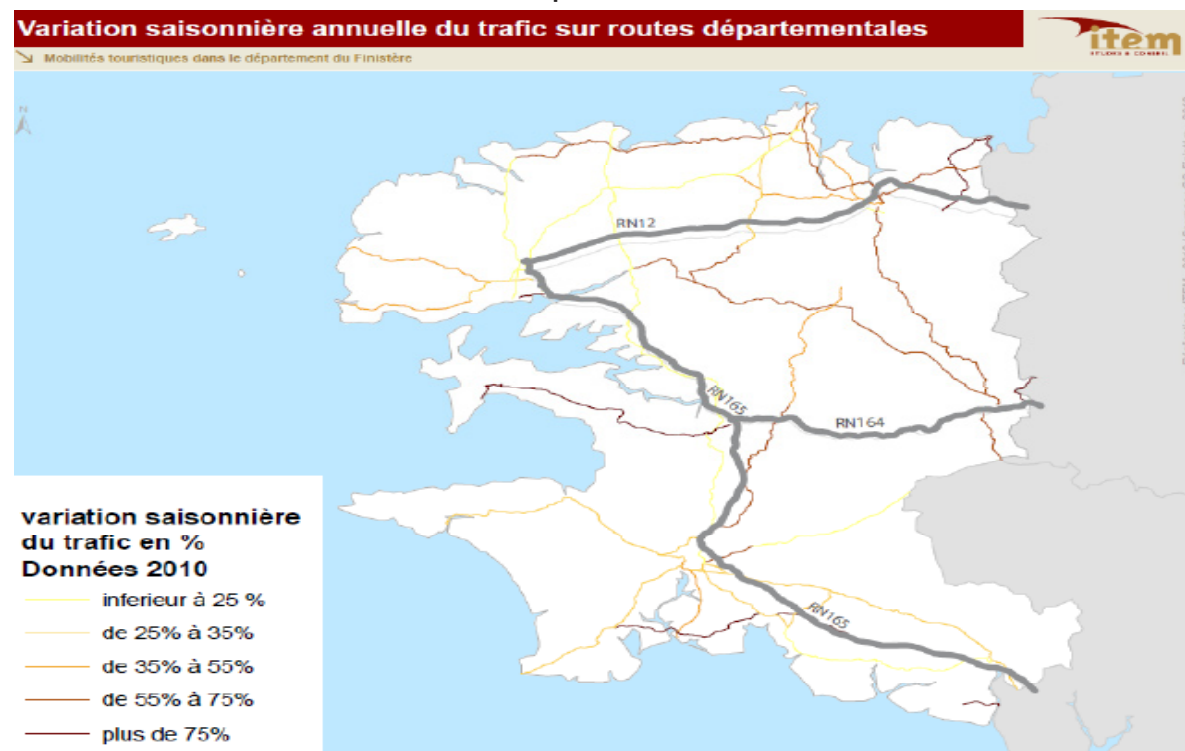 Variation saisonnière annuelle du trafic sur routes départementales
item
ETUDES & CONSEIL
Mobilités touristiques dans le département du Finistère
N
RN12
RN165
RN164
RN165
variation saisonnière
du trafic en %
Données 2010
inferieur à 25 %
de 25% à 35%
de 35% à 55%
de 55% à 75%
plus de 75%